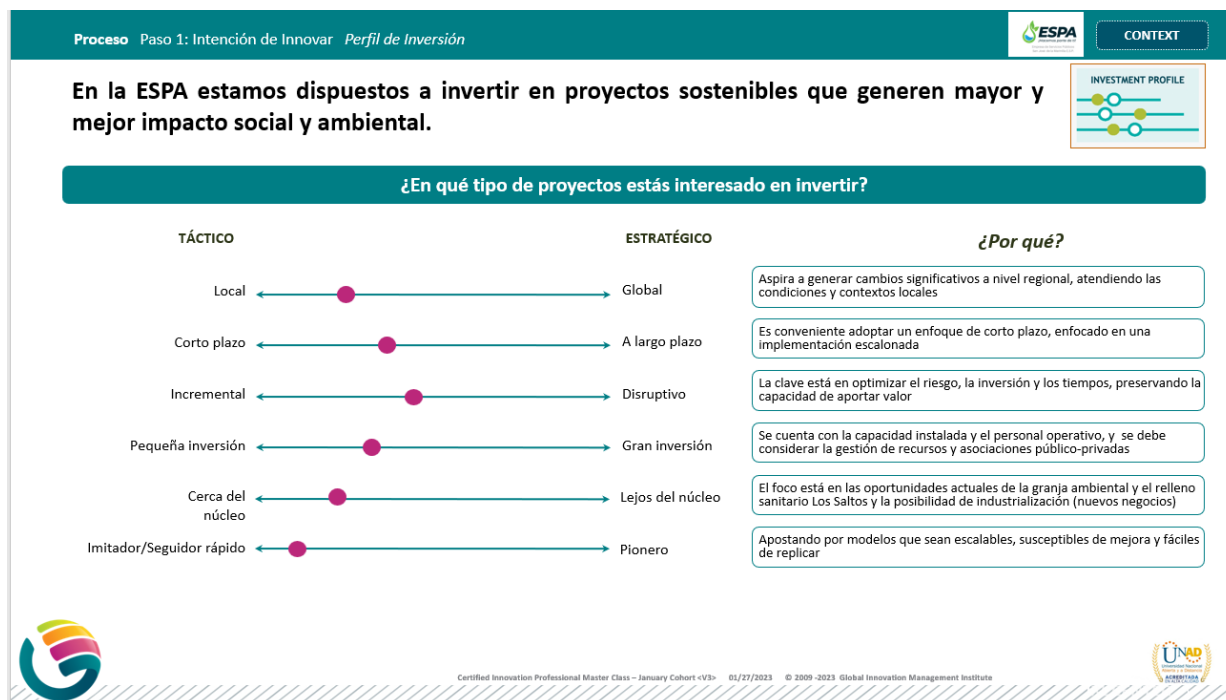 Proceso Paso 1: Intención de Innovar Perfil de Inversión
ESPA
CONTEXT
En la ESPA estamos dispuestos a invertir en proyectos sostenibles que generen mayor y
mejor impacto social y ambiental.
INVESTMENT PROFILE
¿En qué tipo de proyectos estás interesado en invertir?
TÁCTICO
ESTRATÉGICO
¿Por qué?
Local
Global
Aspira a generar cambios significativos a nivel regional, atendiendo las
condiciones y contextos locales
Corto plazo
A largo plazo
Es conveniente adoptar un enfoque de corto plazo, enfocado en una
implementación escalonada
Incremental
Disruptivo
La clave está en optimizar el riesgo, la inversión y los tiempos, preservando la
capacidad de aportar valor
Pequeña inversión
Gran inversión
Se cuenta con la capacidad instalada y el personal operativo, y se debe
considerar la gestión de recursos y asociaciones público-privadas
Cerca del
núcleo
Lejos del núcleo
El foco está en las oportunidades actuales de la granja ambiental y el relleno
sanitario Los Saltos y la posibilidad de industrialización (nuevos negocios)
Imitador/Seguidor rápido
Pionero
Apostando por modelos que sean escalables, susceptibles de mejora y fáciles
de replicar
Certified Innovation Professional Master Class – January Cohort <V3> 01/27/2023 © 2009 -2023 Global Innovation Management Institute
UNAD
Universidad Nacional
Abierta y a Distancia
ACREDITADA
EN ALTA CALIDAD